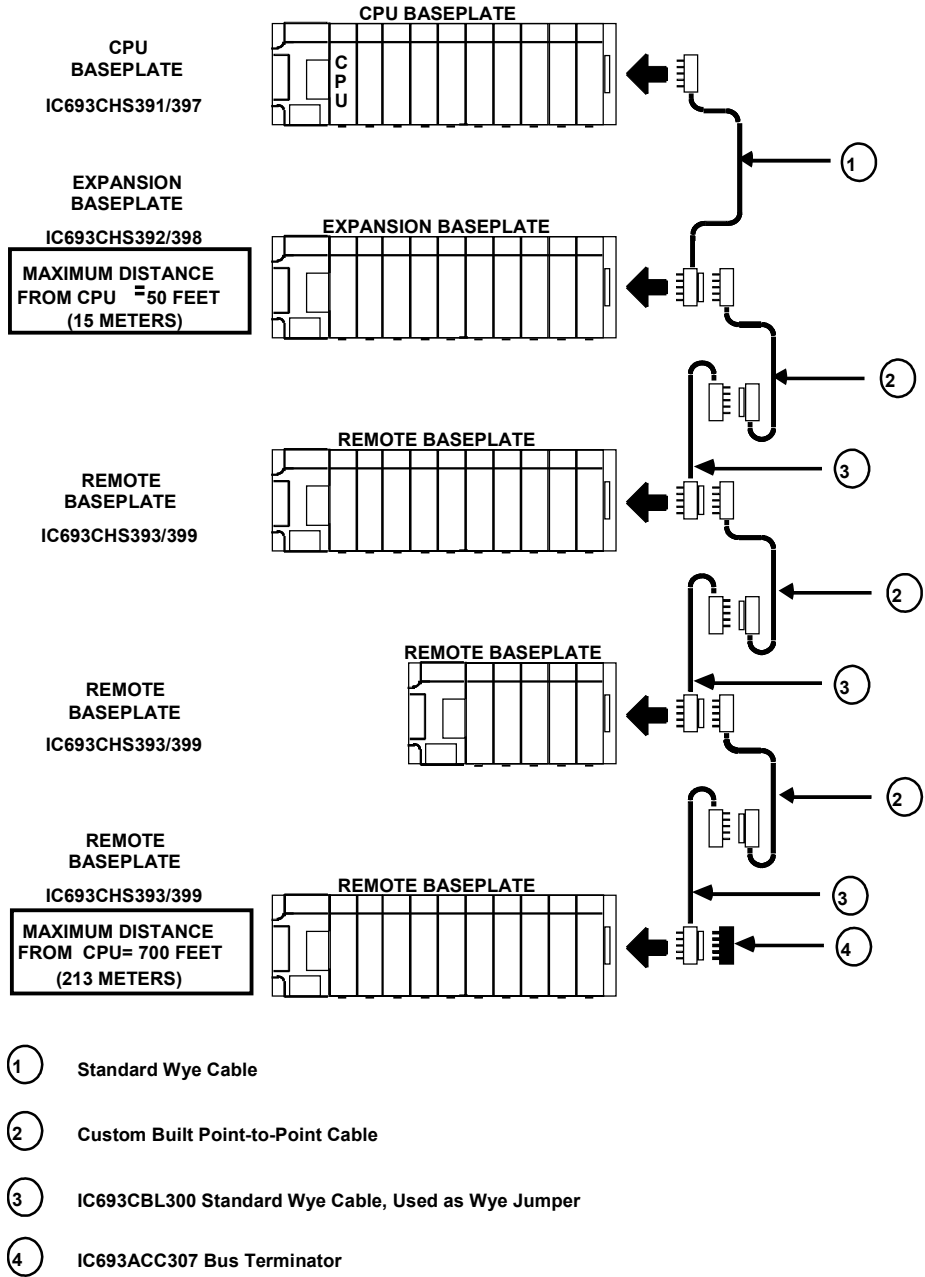 CPU BASEPLATE
CPU
BASEPLATE
IC693CHS391/397
C
P
U
1
EXPANSION
BASEPLATE
IC693CHS392/398
EXPANSION BASEPLATE
MAXIMUM DISTANCE
FROM CPU = 50 FEET
(15 METERS)
2
REMOTE BASEPLATE
3
REMOTE
BASEPLATE
IC693CHS393/399
2
REMOTE BASEPLATE
3
REMOTE
BASEPLATE
IC693CHS393/399
2
REMOTE
BASEPLATE
IC693CHS393/399
REMOTE BASEPLATE
3
MAXIMUM DISTANCE
FROM CPU= 700 FEET
(213 METERS)
4
1 Standard Wye Cable
2 Custom Built Point-to-Point Cable
3 IC693CBL300 Standard Wye Cable, Used as Wye Jumper
4 IC693ACC307 Bus Terminator